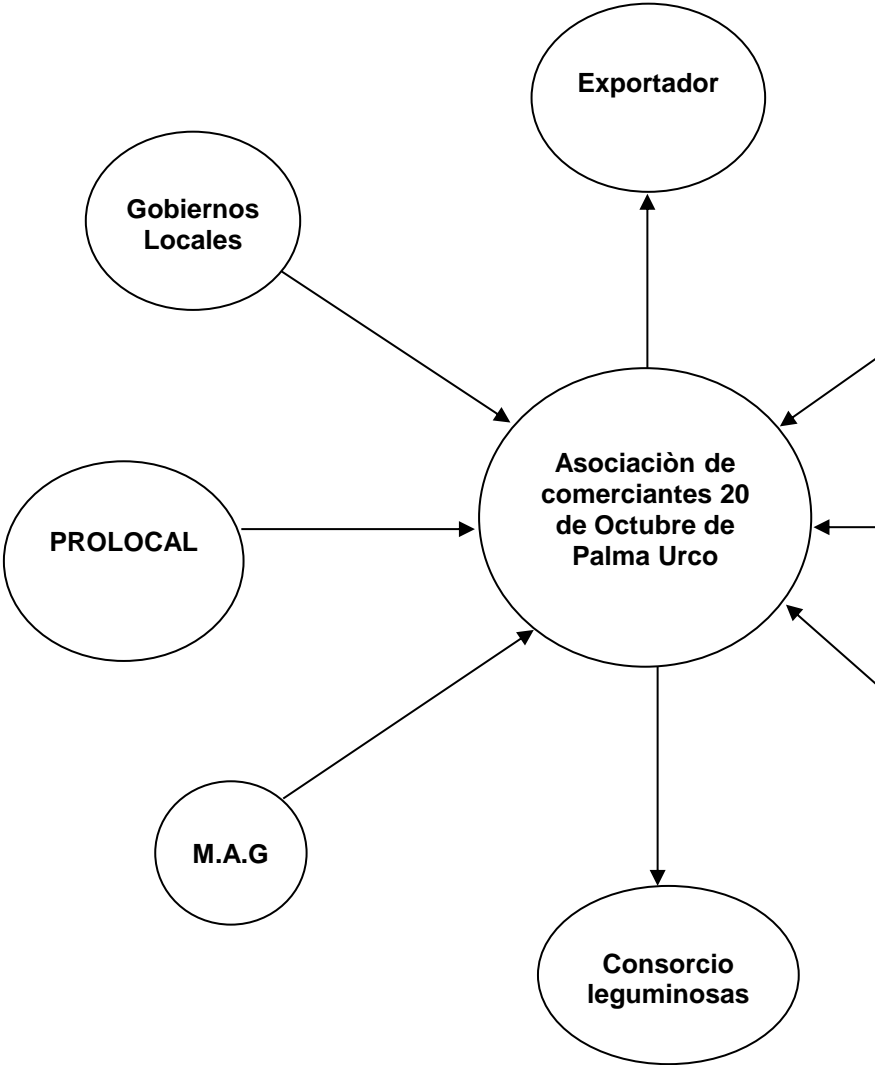 Exportador
Gobiernos
Locales
Asociaciòn de
comerciantes 20
de Octubre de
Palma Urco
PROLOCAL
M.A.G
Consorcio
leguminosas